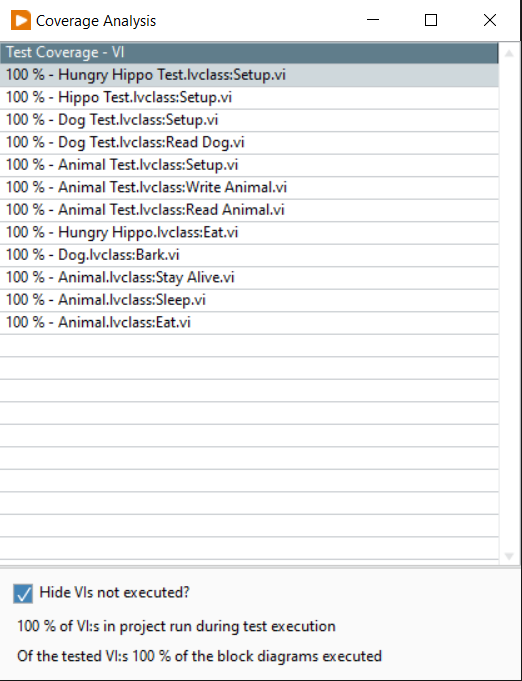 Coverage Analysis
Test Coverage - VI
100 % - Hungry Hippo Test.lvclass:Setup.vi
100 % - Hippo Test.lvclass:Setup.vi
100 % - Dog Test.lvclass:Setup.vi
100 % - Dog Test.lvclass:Read Dog.vi
100 % - Animal Test.lvclass:Setup.vi
100 % - Animal Test.lvclass:Write Animal.vi
100 % - Animal Test.lvclass:Read Animal.vi
100 % - Hungry Hippo.lvclass:Eat.vi
100 % - Dog.lvclass:Bark.vi
100 % - Animal.lvclass:Stay Alive.vi
100 % - Animal.lvclass:Sleep.vi
100 % - Animal.lvclass:Eat.vi
Hide VIs not executed?
100 % of VI:s in project run during test execution
Of the tested VI:s 100 % of the block diagrams executed